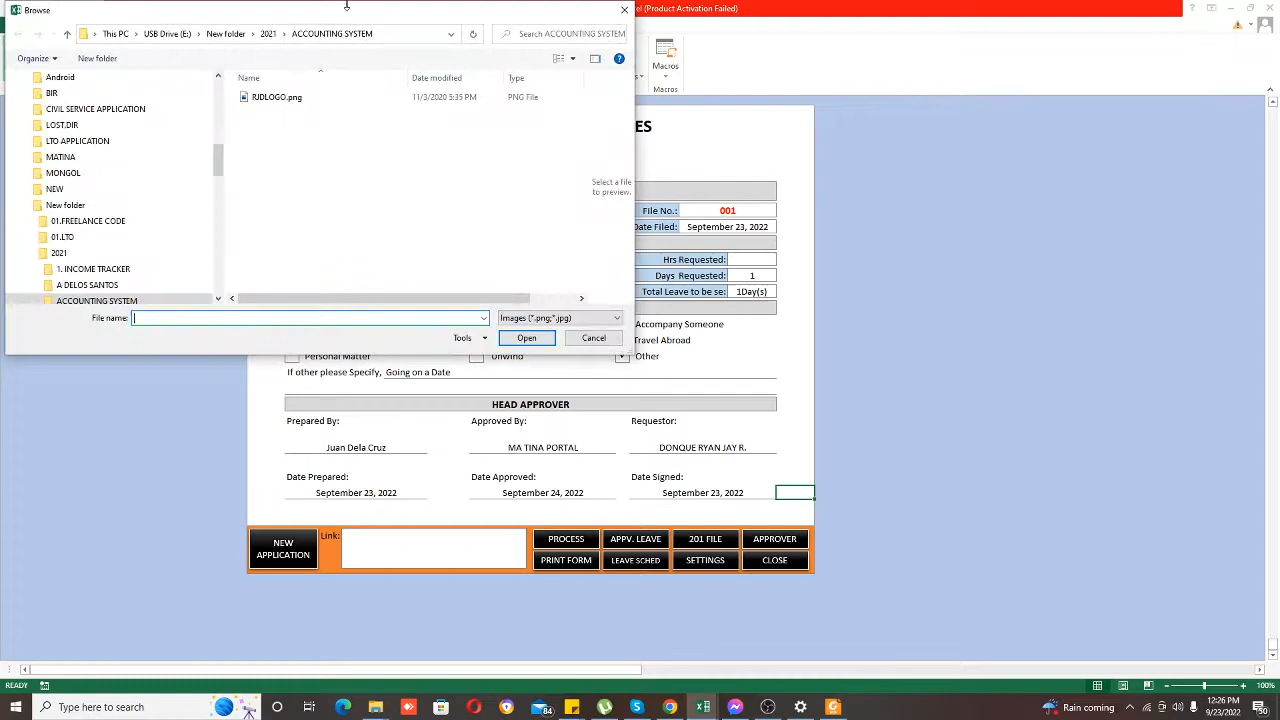 Browse
xcel (Product Activation Failed)
This PC › USB Drive (E:) › New folder › 2021 › ACCOUNTING SYSTEM
Search ACCOUNTING SYSTEM
Organize
New folder
Macros
Macros
Android
BIR
CIVIL SERVICE APPLICATION
LOST.DIR
LTO APPLICATION
MATINA
MONGOL
NEW
New folder
01.FREELANCE CODE
01.LTO
2021
1. INCOME TRACKER
A DELOS SANTOS
ACCOUNTING SYSTEM
Name
Date modified
Type
RJDLOGO.png
11/3/2020 5:35 PM
PNG File
Select a file
to preview.
File name:
Images (*.png;*.jpg)
Tools
Open
Cancel
ES
File No.: 001
Date Filed: September 23, 2022
Hrs Requested:
Days Requested: 1
Total Leave to be se: 1Day(s)
Accompany Someone
Travel Abroad
Personal Matter
Unwind
Other
If other please Specify, Going on a Date
HEAD APPROVER
Prepared By: Approved By: Requestor:
Juan Dela Cruz MA TINA PORTAL DONQUE RYAN JAY R.
Date Prepared: Date Approved: Date Signed:
September 23, 2022 September 24, 2022 September 23, 2022
NEW
APPLICATION
Link:
PROCESS APPV. LEAVE 201 FILE APPROVER
PRINT FORM LEAVE SCHED SETTINGS CLOSE
READY
100%
Type here to search
84
Rain coming
12:26 PM
9/23/2022